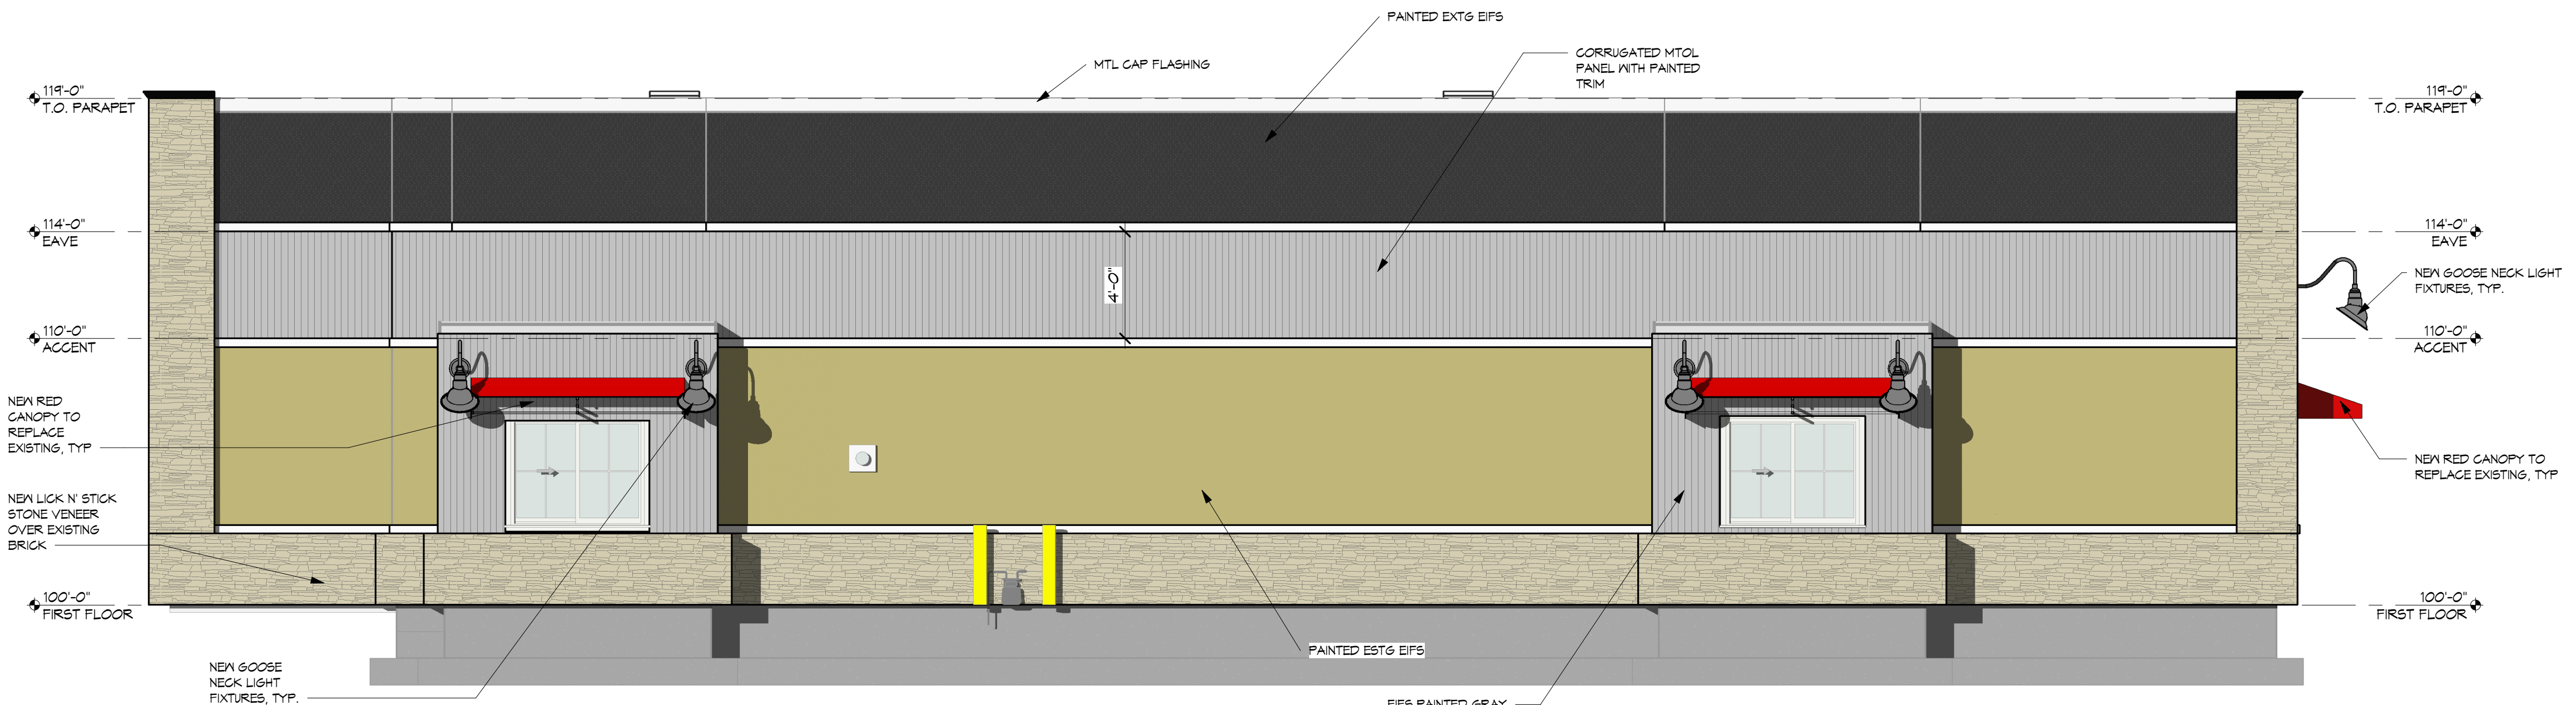 PAINTED EXTG EIFS
CORRUGATED MTOL
PANEL WITH PAINTED
TRIM
MTL CAP FLASHING
119'-0"
T.O. PARAPET
119'-0"
T.O. PARAPET
114'-0"
EAVE
114'-0"
EAVE
4'-0"
NEW GOOSE NECK LIGHT
FIXTURES, TYP.
110'-0"
ACCENT
110'-0"
ACCENT
NEW RED
CANOPY TO
REPLACE
EXISTING, TYP
NEW RED CANOPY TO
REPLACE EXISTING, TYP
NEW LICK N' STICK
STONE VENEER
OVER EXISTING
BRICK
100'-0"
FIRST FLOOR
100'-0"
FIRST FLOOR
PAINTED ESTG EIFS
NEW GOOSE
NECK LIGHT
FIXTURES, TYP.
EIFS PAINTED GRAY